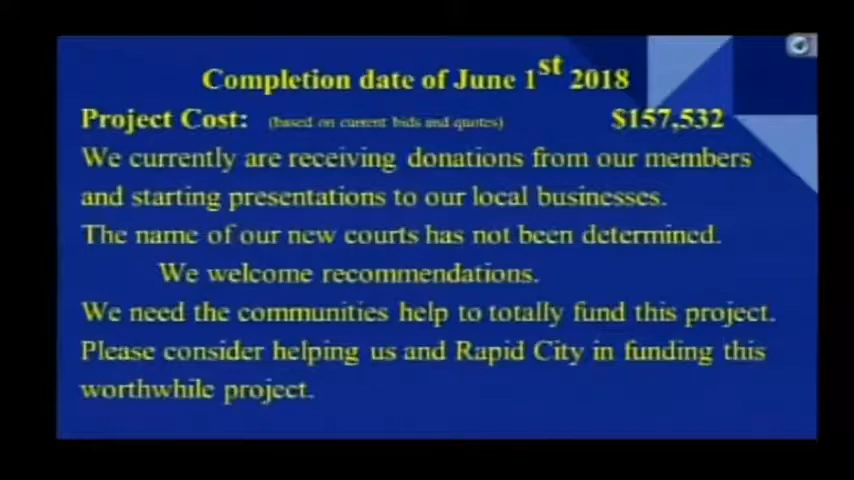 Completion date of June 1st 2018
Project Cost: (based on current bids and quotes) $157,532
We currently are receiving donations from our members
and starting presentations to our local businesses.
The name of our new courts has not been determined.
We welcome recommendations.
We need the communities help to totally fund this project.
Please consider helping us and Rapid City in funding this
worthwhile project.